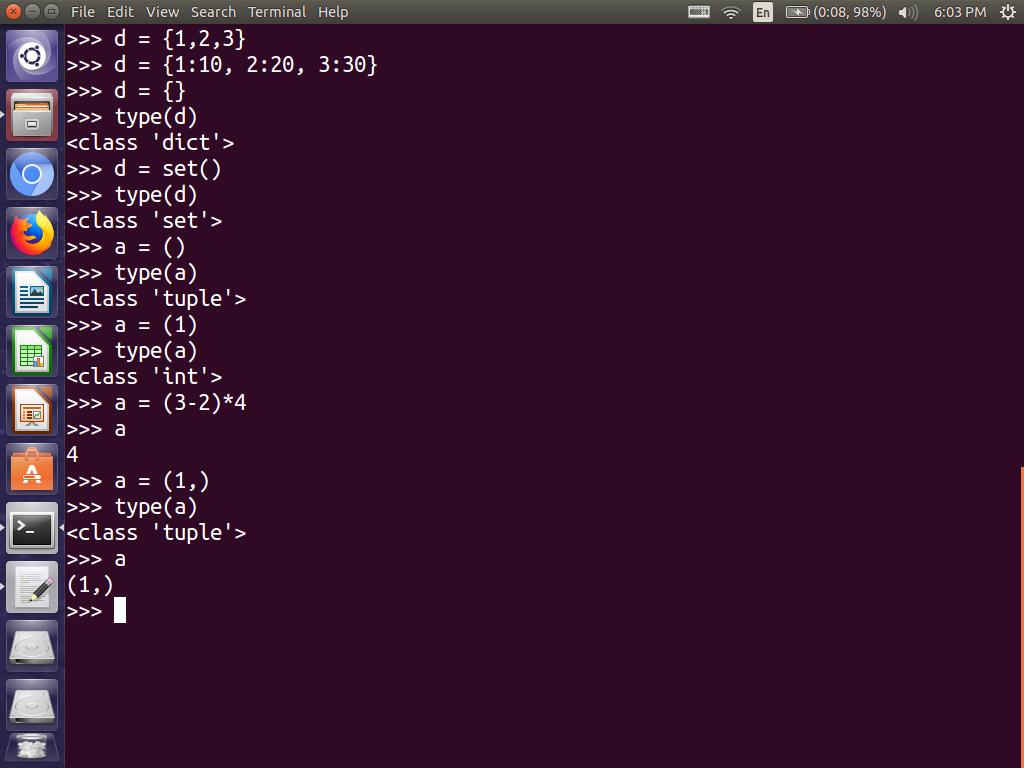 File Edit View Search Terminal Help En (0:08, 98%) 6:03 PM
>>> d = {1,2,3}
>>> d = {1:10, 2:20, 3:30}
>>> d = {}
>>> type(d)
<class 'dict'>
>>> d = set()
>>> type(d)
<class 'set'>
>>> a = ()
>>> type(a)
<class 'tuple'>
>>> a = (1)
>>> type(a)
<class 'int'>
>>> a = (3-2)*4
>>> a
4
>>> a = (1,)
>>> type(a)
<class 'tuple'>
>>> a
(1,)
>>>